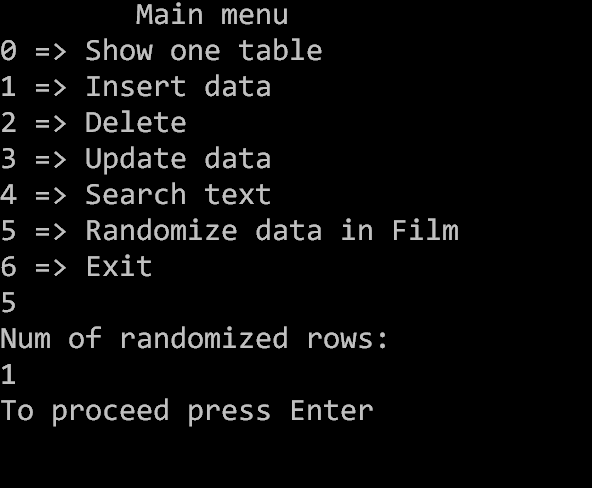 Main menu
0 => Show one table
1 => Insert data
2 => Delete
3 => Update data
4 => Search text
5 => Randomize data in Film
6 => Exit
5
Num of randomized rows:
1
To proceed press Enter